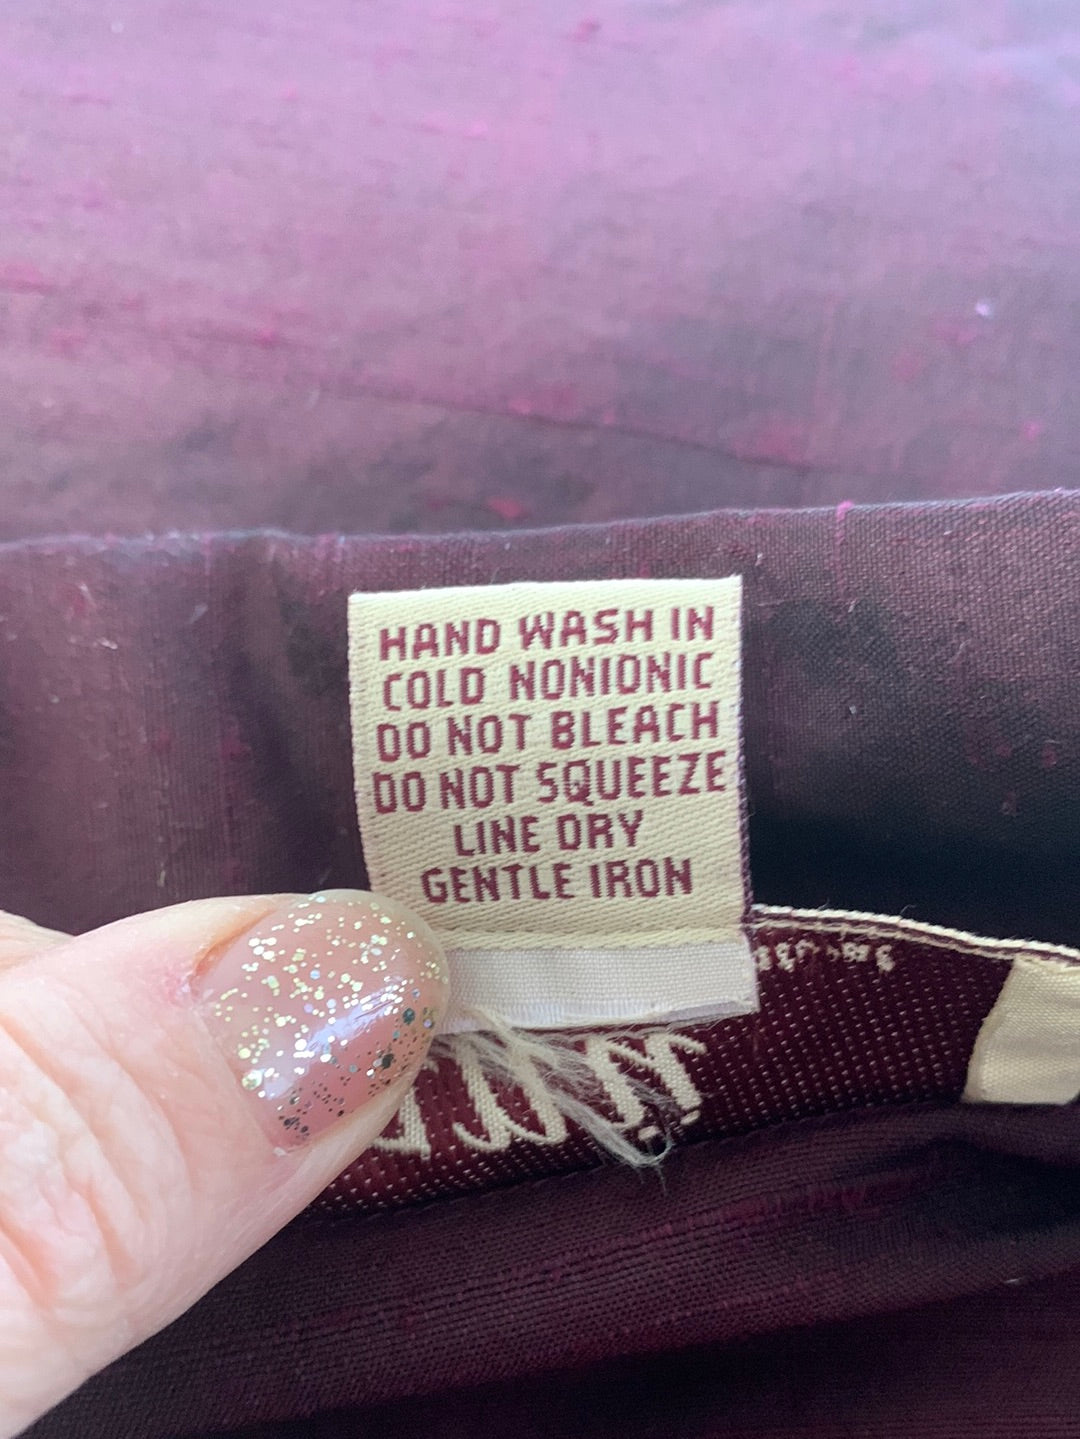 HAND WASH IN
COLD NONIONIC
DO NOT BLEACH
DO NOT SQUEEZE
LINE DRY
GENTLE IRON